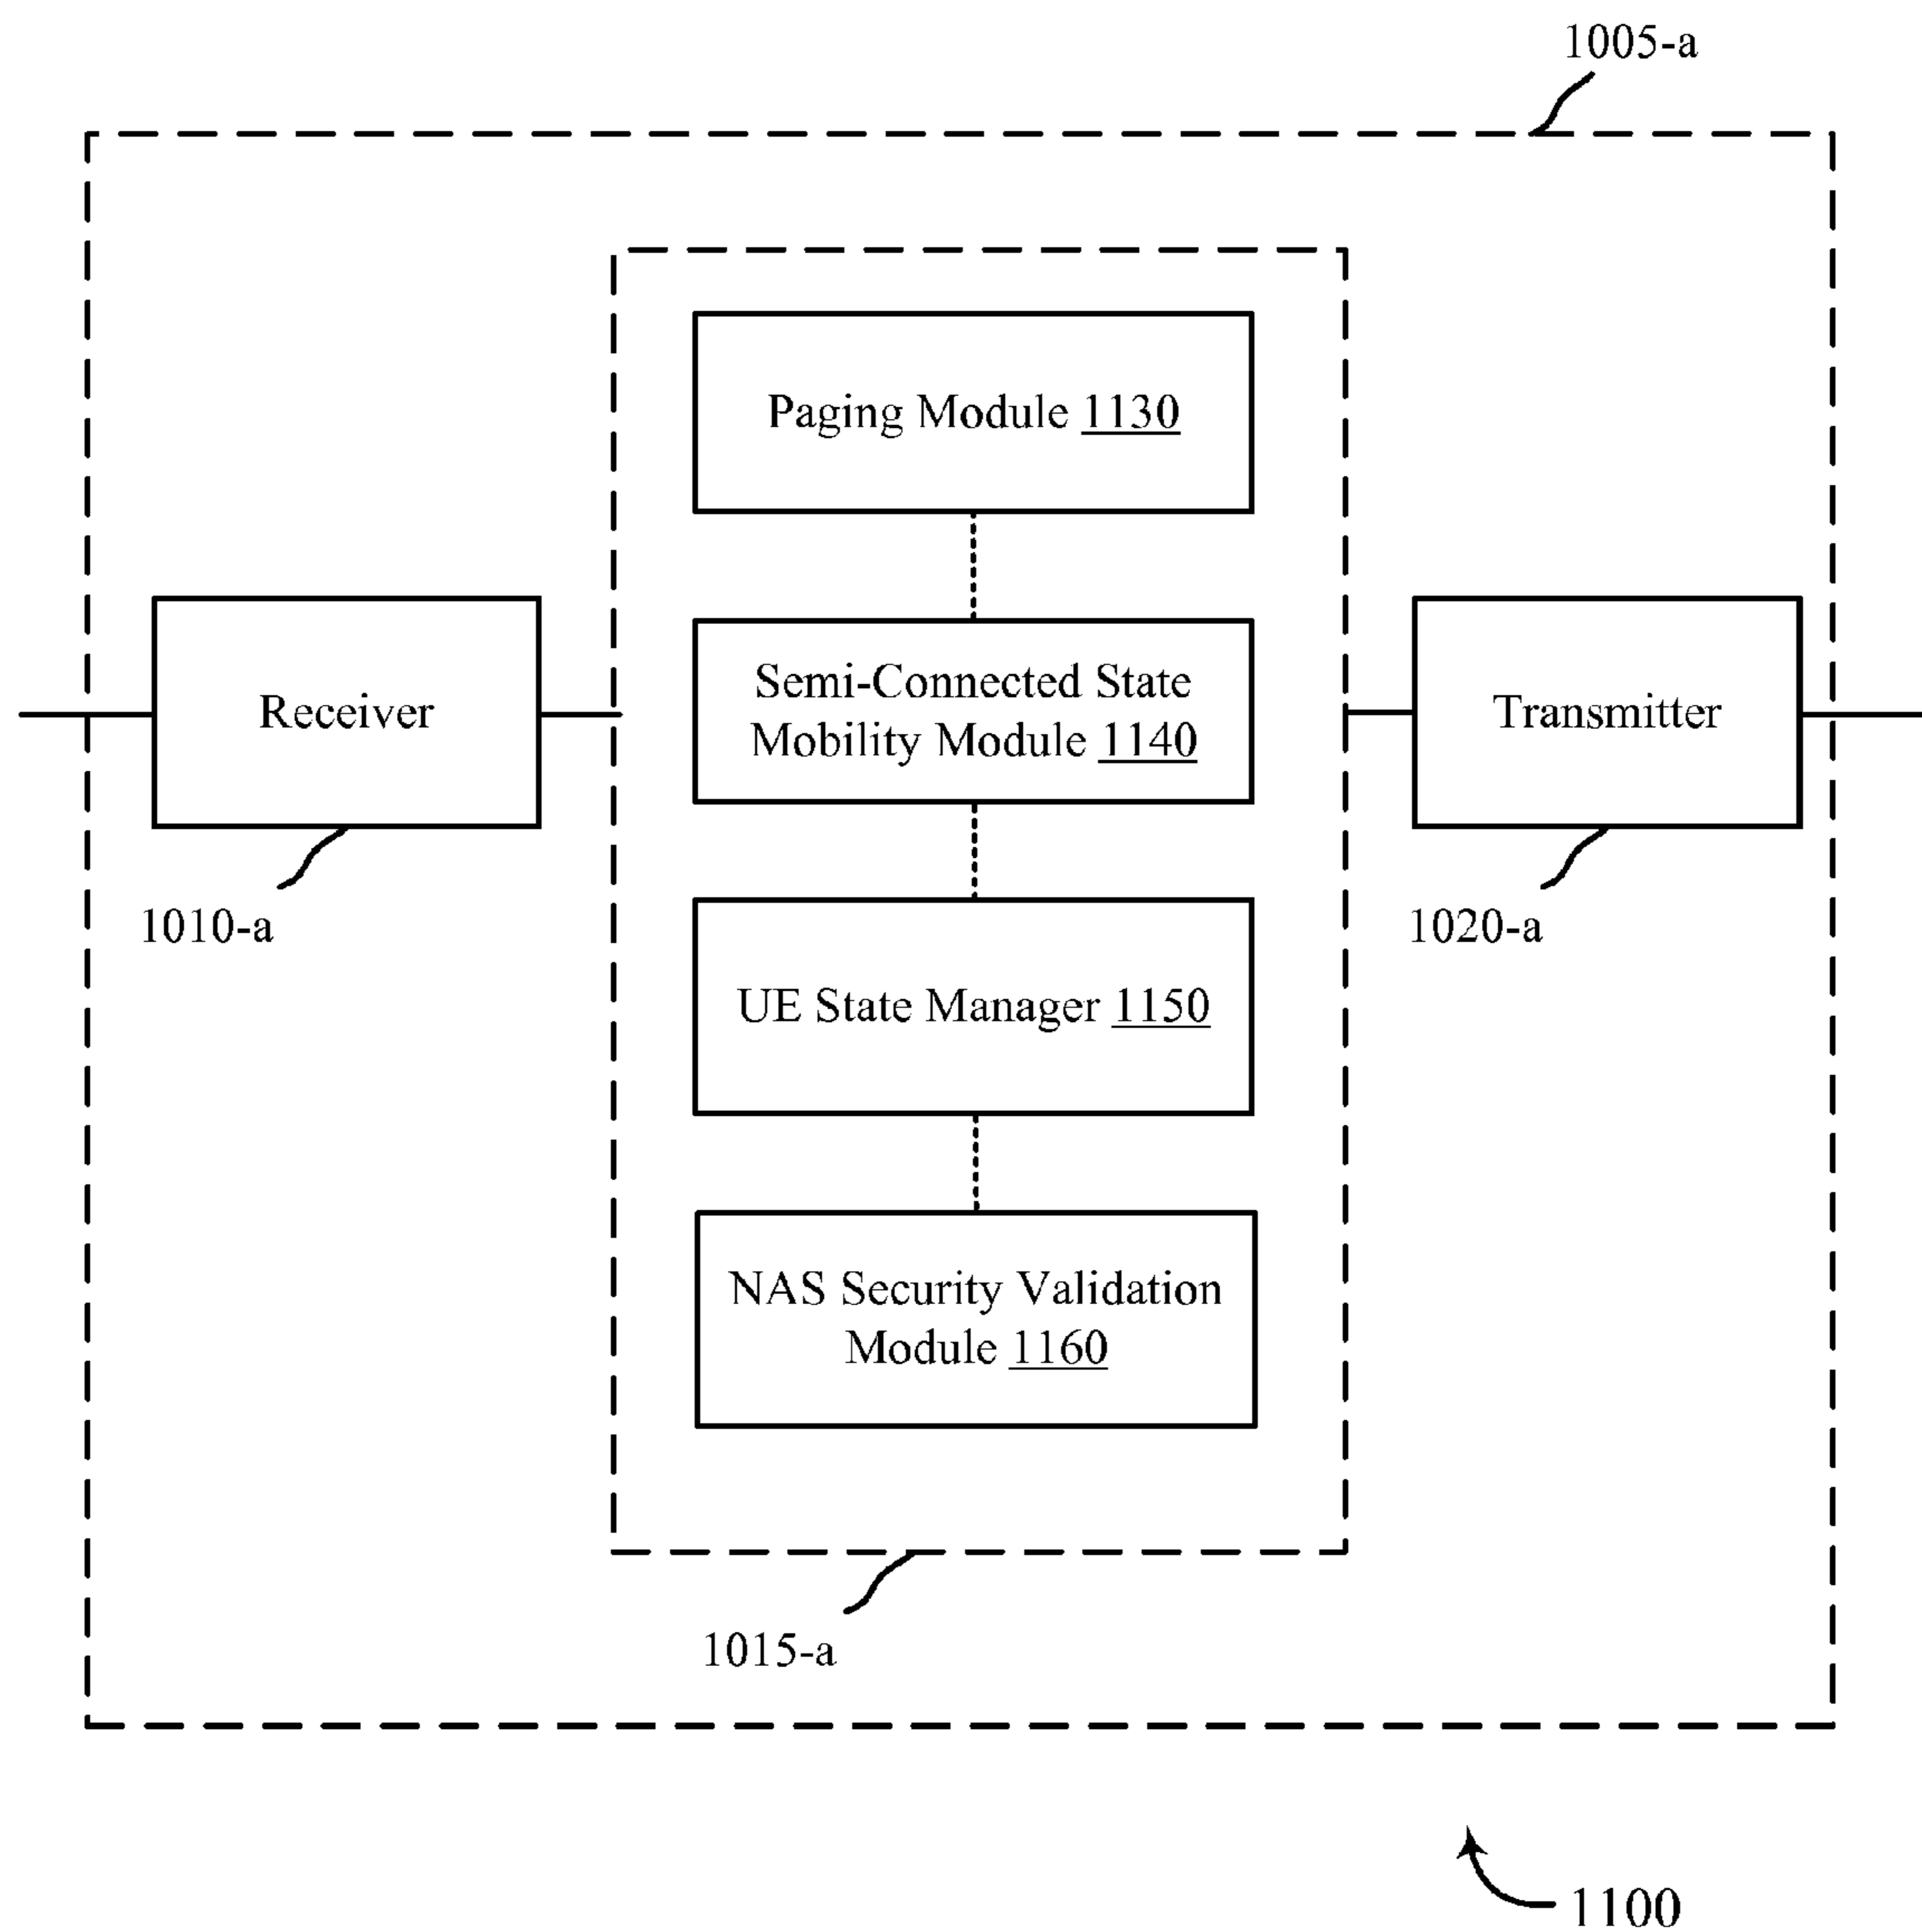 1005-a
Paging Module 1130
Semi-Connected State
Mobility Module 1140
Receiver
Transmitter
1010-a
1020-a
UE State Manager 1150
NAS Security Validation
Module 1160
1015-a
1100